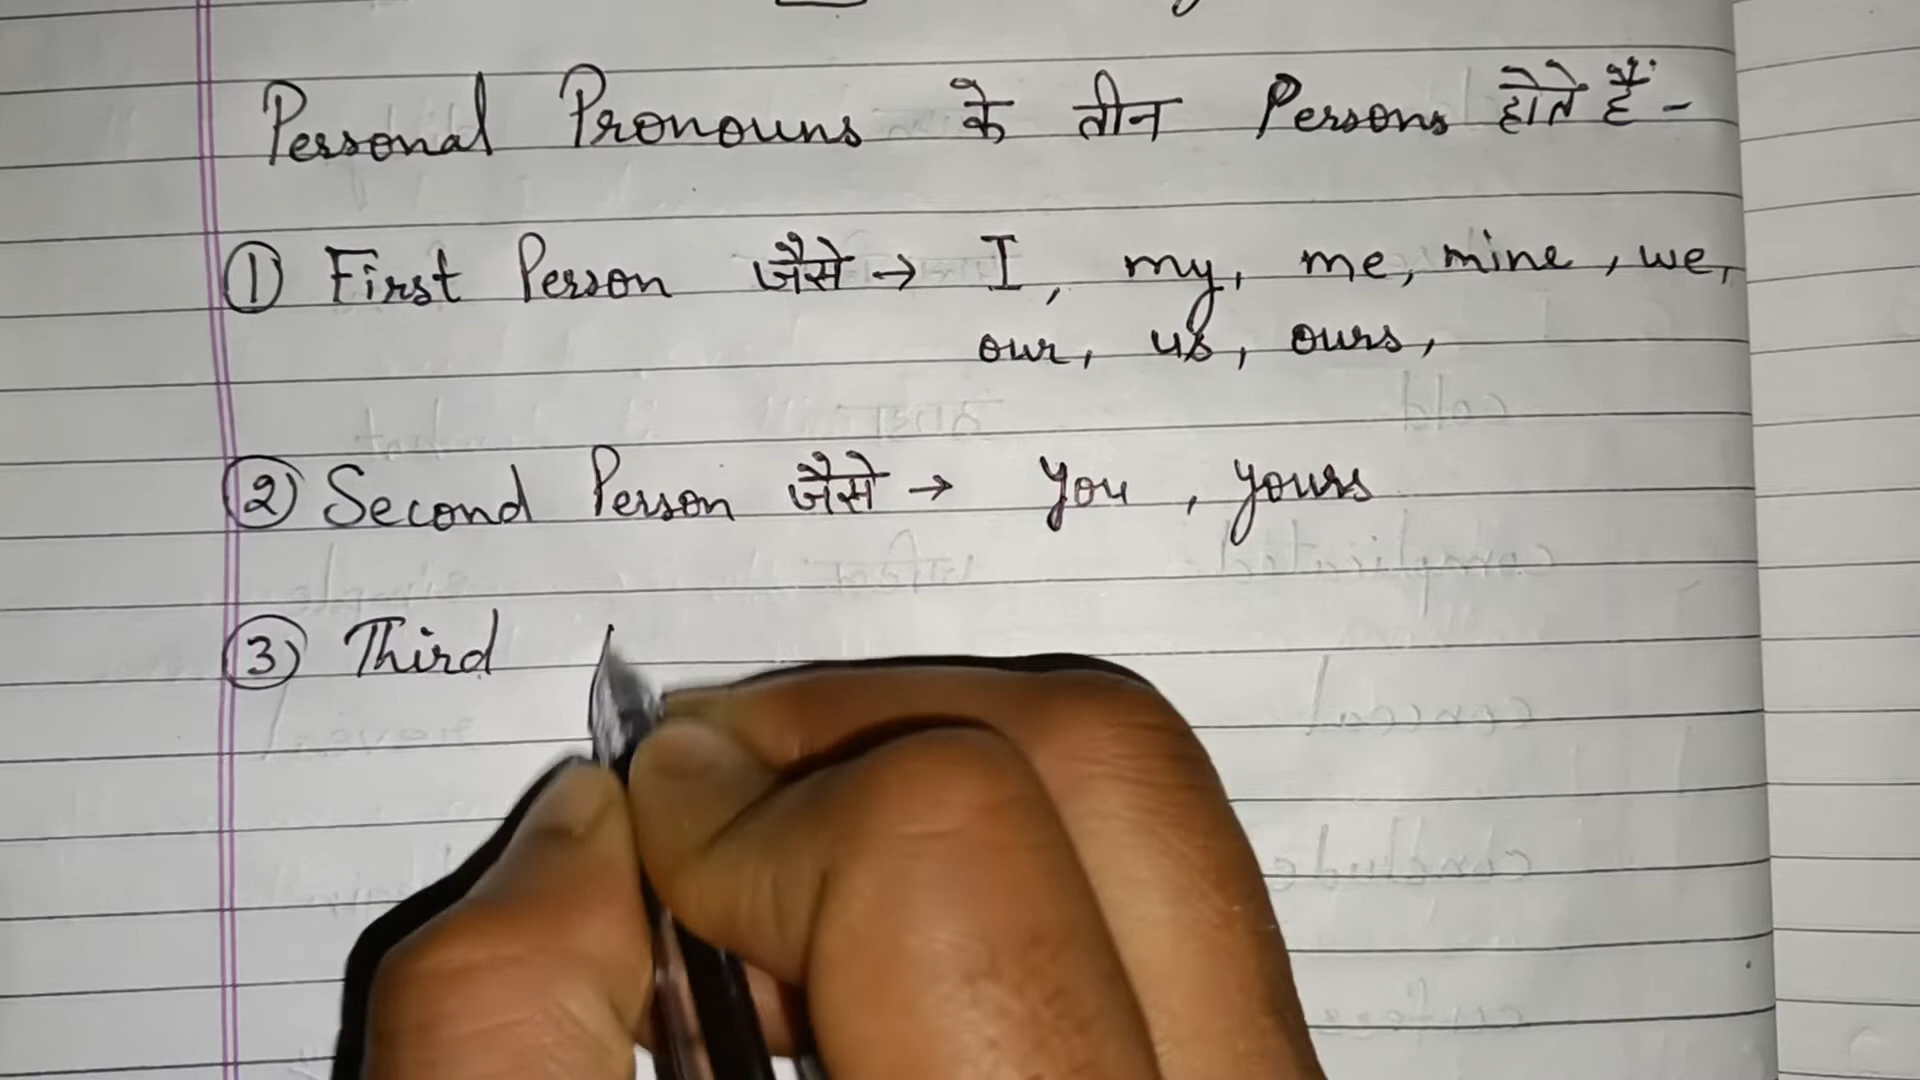 Personal Pronouns के तीन Persons होते हैं -
① First Person जैसे → I, my, me, mine, we,
our, us, ours,
② Second Person जैसे → you, yours
③ Third